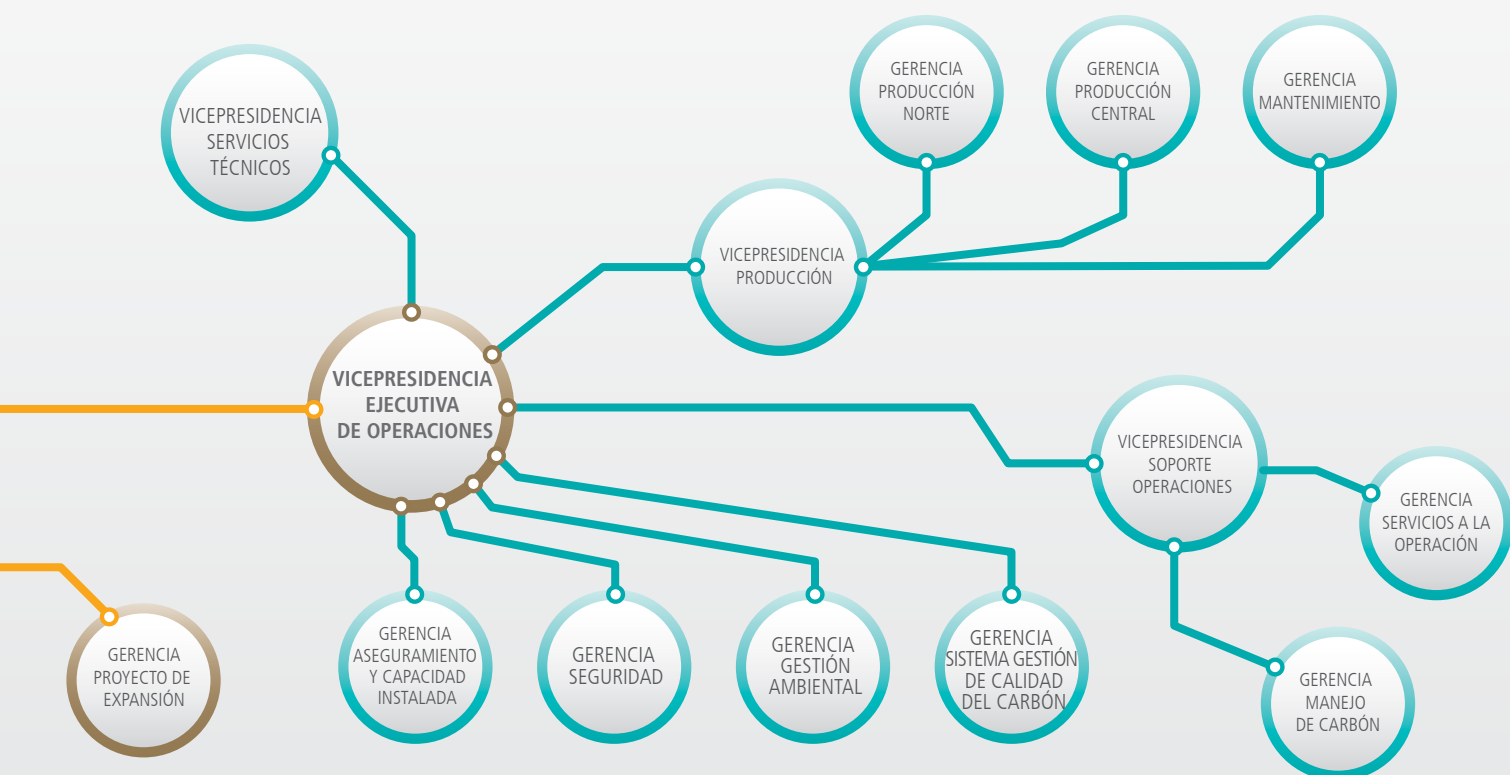 VICEPRESIDENCIA
SERVICIOS
TÉCNICOS
GERENCIA
PRODUCCIÓN
NORTE
GERENCIA
PRODUCCIÓN
CENTRAL
GERENCIA
MANTENIMIENTO
VICEPRESIDENCIA
PRODUCCIÓN
VICEPRESIDENCIA
EJECUTIVA
DE OPERACIONES
VICEPRESIDENCIA
SOPORTE
OPERACIONES
GERENCIA
SERVICIOS A LA
OPERACIÓN
GERENCIA
PROYECTO DE
EXPANSIÓN
GERENCIA
ASEGURAMIENTO
Y CAPACIDAD
INSTALADA
GERENCIA
SEGURIDAD
GERENCIA
GESTIÓN
AMBIENTAL
GERENCIA
SISTEMA GESTIÓN
DE CALIDAD
DEL CARBÓN
GERENCIA
MANEJO
DE CARBÓN